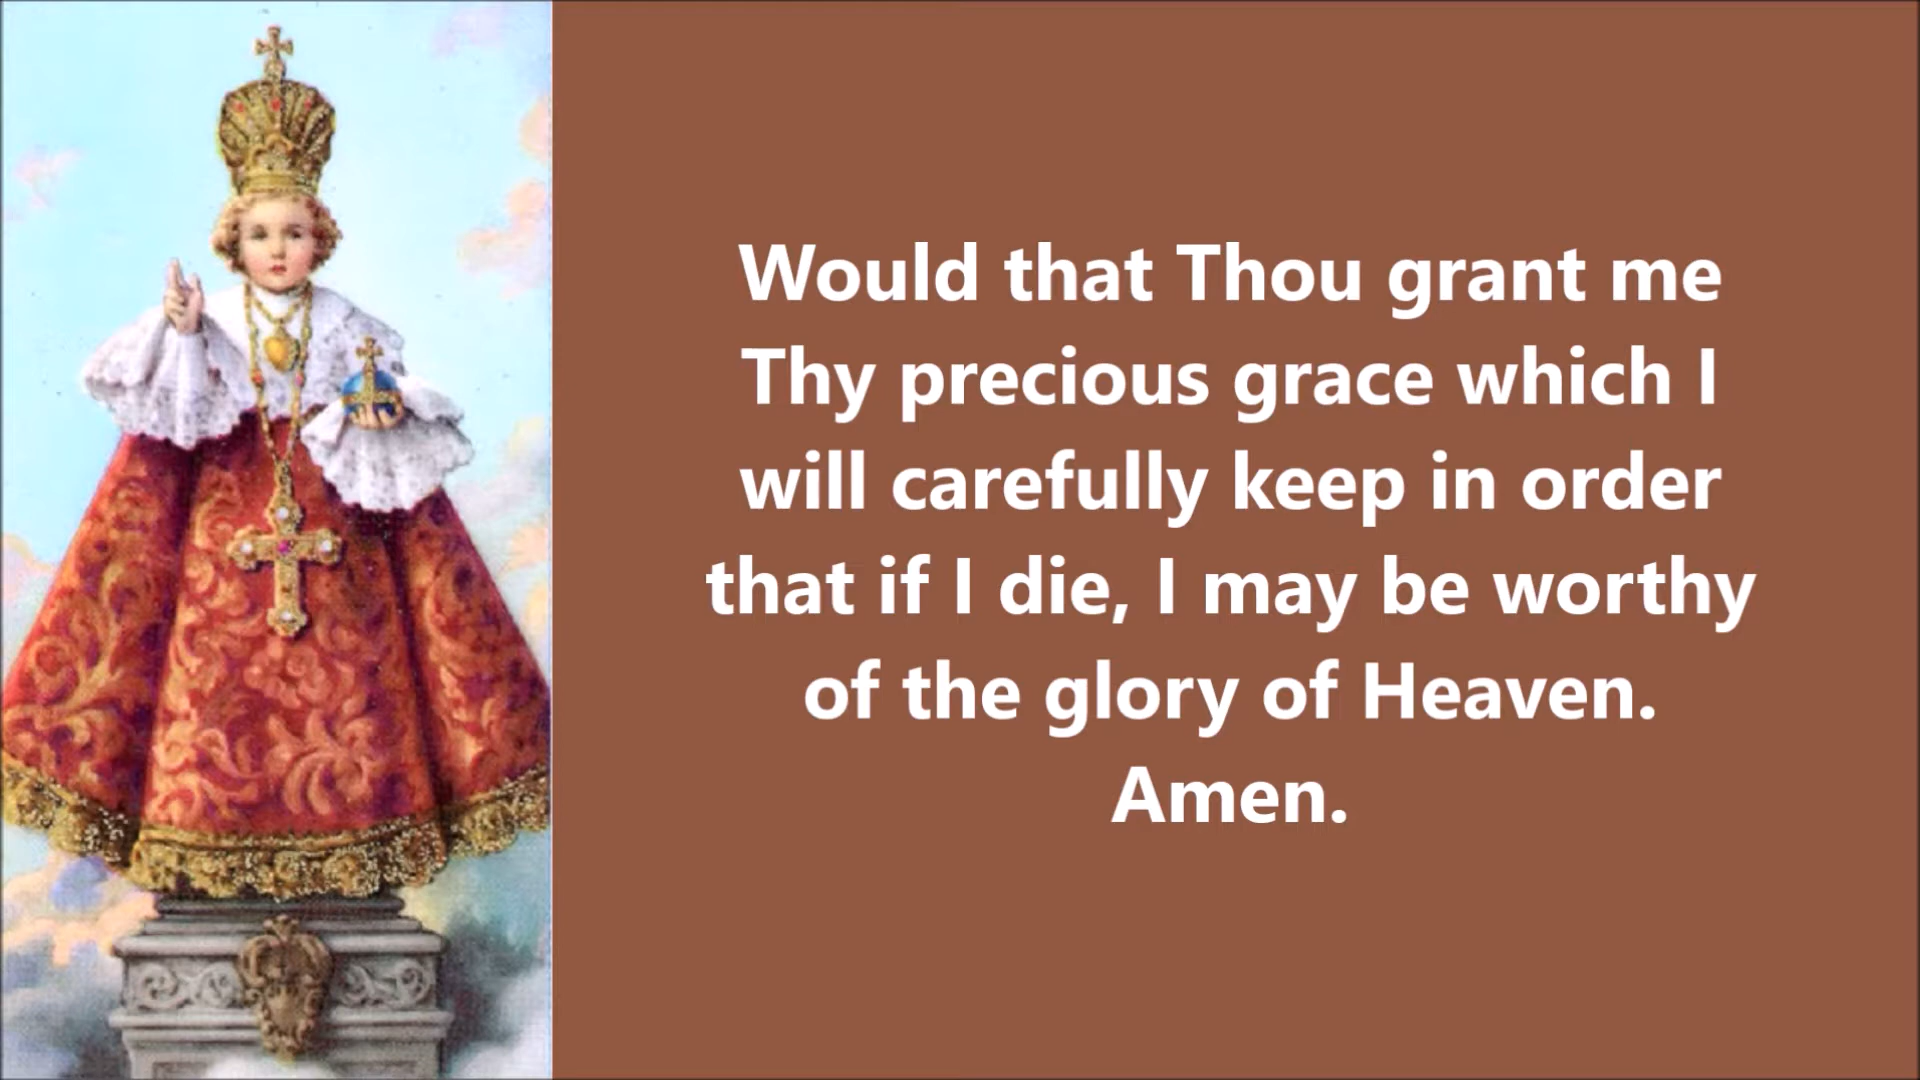 Would that Thou grant me
Thy precious grace which I
will carefully keep in order
that if I die, I may be worthy
of the glory of Heaven.
Amen.